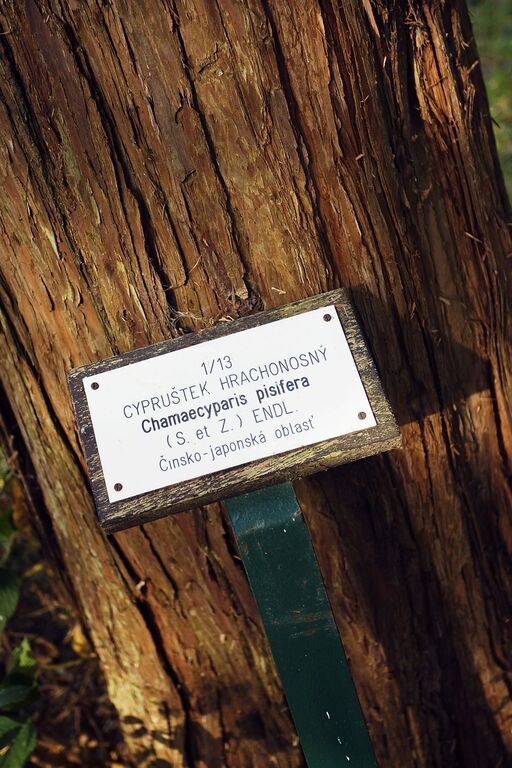 1/13
CYPRUŠTEK HRACHONOSNÝ
Chamaecyparis pisifera
(S. et Z.) ENDL.
Čínsko-japonská oblasť